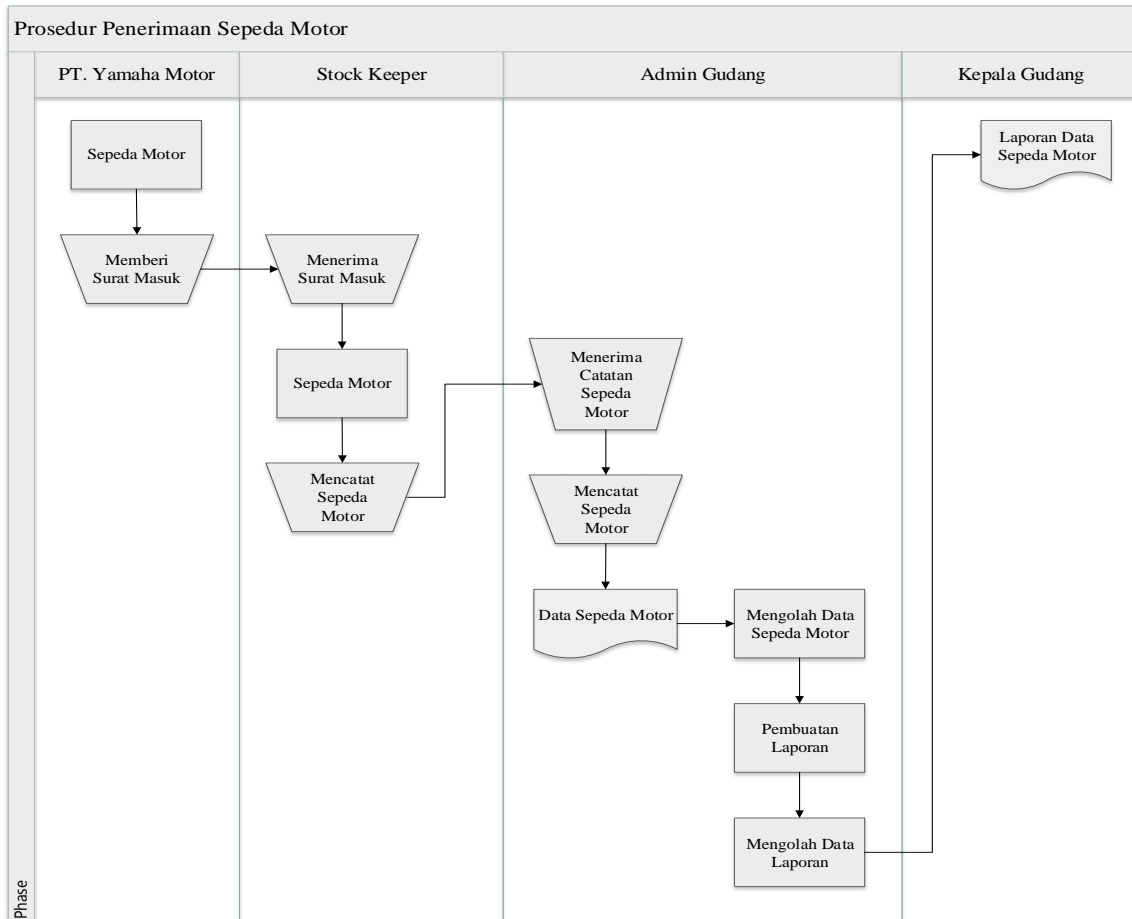 Prosedur Penerimaan Sepeda Motor
PT. Yamaha Motor
Stock Keeper
Admin Gudang
Kepala Gudang
Sepeda Motor
Memberi
Surat Masuk
Menerima
Surat Masuk
Sepeda Motor
Mencatat
Sepeda
Motor
Menerima
Catatan
Sepeda
Motor
Mencatat
Sepeda
Motor
Data Sepeda Motor
Mengolah Data
Sepeda Motor
Pembuatan
Laporan
Mengolah Data
Laporan
Laporan Data
Sepeda Motor
Phase